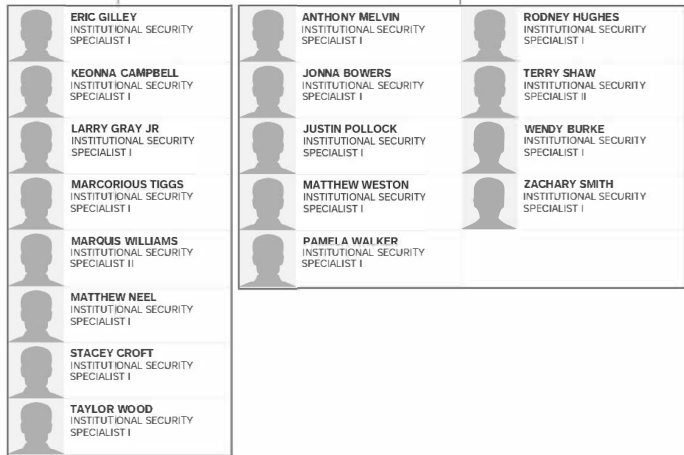 ERIC GILLEY
INSTITUTIONAL SECURITY
SPECIALIST I
KEONNA CAMPBELL
INSTITUTIONAL SECURITY
SPECIALIST I
LARRY GRAY JR
INSTITUTIONAL SECURITY
SPECIALIST I
MARCORIOUS TIGGS
INSTITUTIONAL SECURITY
SPECIALIST I
MARQUIS WILLIAMS
INSTITUTIONAL SECURITY
SPECIALIST II
MATTHEW NEEL
INSTITUTIONAL SECURITY
SPECIALIST I
STACEY CROFT
INSTITUTIONAL SECURITY
SPECIALIST I
TAYLOR WOOD
INSTITUTIONAL SECURITY
SPECIALIST I
ANTHONY MELVIN
INSTITUTIONAL SECURITY
SPECIALIST I
JONNA BOWERS
INSTITUTIONAL SECURITY
SPECIALIST I
JUSTIN POLLOCK
INSTITUTIONAL SECURITY
SPECIALIST I
MATTHEW WESTON
INSTITUTIONAL SECURITY
SPECIALIST I
PAMELA WALKER
INSTITUTIONAL SECURITY
SPECIALIST I
RODNEY HUGHES
INSTITUTIONAL SECURITY
SPECIALIST I
TERRY SHAW
INSTITUTIONAL SECURITY
SPECIALIST II
WENDY BURKE
INSTITUTIONAL SECURITY
SPECIALIST I
ZACHARY SMITH
INSTITUTIONAL SECURITY
SPECIALIST I